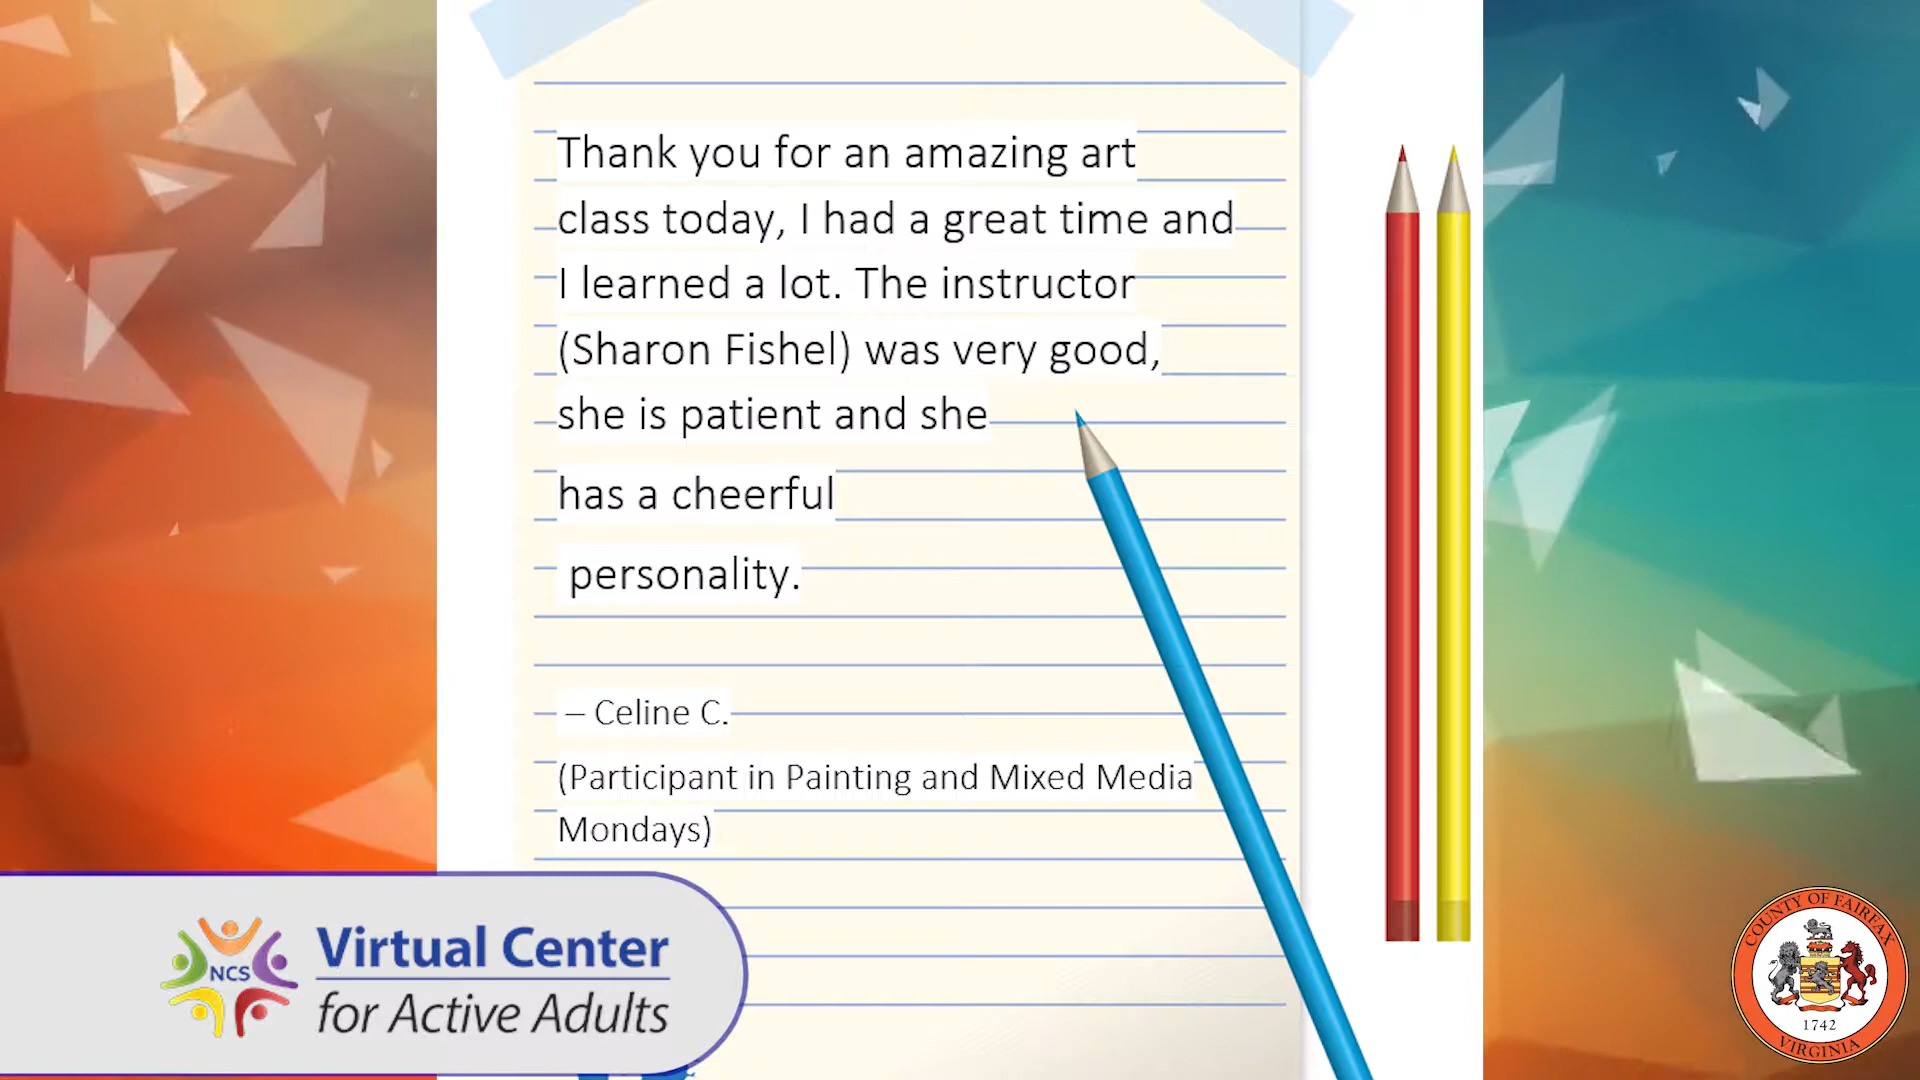 Thank you for an amazing art
class today, I had a great time and
I learned a lot. The instructor
(Sharon Fishel) was very good,
she is patient and she
has a cheerful
personality.
– Celine C.
(Participant in Painting and Mixed Media
Mondays)
NCS
Virtual Center
for Active Adults
COUNTY OF FAIRFAX
1742
VIRGINIA